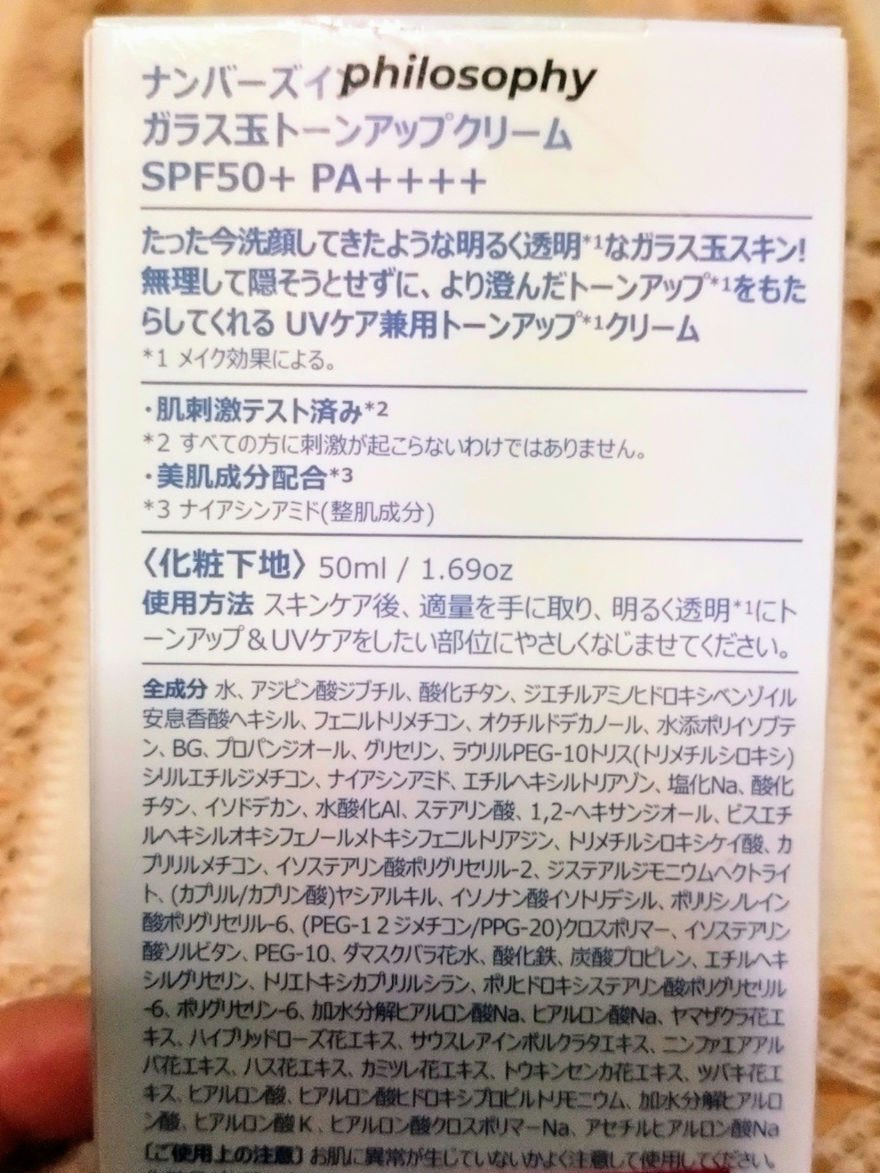 ナンバーズイン philosophy
ガラス玉トーンアップクリーム
SPF50+ PA++++
たった今洗顔してきたような明るく透明*1なガラス玉スキン!
無理して隠そうとせずに、より澄んだトーンアップ*1をもた
らしてくれる UVケア兼用トーンアップ*1クリーム
*1 メイク効果による。
・肌刺激テスト済み*2
*2 すべての方に刺激が起こらないわけではありません。
・美肌成分配合*3
*3 ナイアシンアミド(整肌成分)
〈化粧下地〉 50ml / 1.69oz
使用方法 スキンケア後、適量を手に取り、明るく透明*1にト
ーンアップ&UVケアをしたい部位にやさしくなじませてください。
全成分 水、アジピン酸ジブチル、酸化チタン、ジエチルアミノヒドロキシベンゾイル
安息香酸ヘキシル、フェニルトリメチコン、オクチルドデカノール、水添ポリイソブテ
ン、BG、プロパンジオール、グリセリン、ラウリルPEG-10トリス(トリメチルシロキシ)
シリルエチルジメチコン、ナイアシンアミド、エチルヘキシルトリアゾン、塩化Na、酸化
チタン、イソドデカン、水酸化Al、ステアリン酸、1,2-ヘキサンジオール、ビスエチ
ルヘキシルオキシフェノールメトキシフェニルトリアジン、トリメチルシロキシケイ酸、カ
プリリルメチコン、イソステアリン酸ポリグリセリル-2、ジステアルジモニウムヘクトライ
ト、(カプリル/カプリン酸)ヤシアルキル、イソノナン酸イソトリデシル、ポリリシノレイン
酸ポリグリセリル-6、(PEG-12ジメチコン/PPG-20)クロスポリマー、イソステアリン
酸ソルビタン、PEG-10、ダマスクバラ花水、酸化鉄、炭酸プロピレン、エチルヘキ
シルグリセリン、トリエトキシカプリリルシラン、ポリヒドロキシステアリン酸ポリグリセリル
-6、ポリグリセリン-6、加水分解ヒアルロン酸Na、ヒアルロン酸Na、ヤマザクラ花エ
キス、ハイブリッドローズ花エキス、サウスレアインボルクラタエキス、ニンファエアアル
バ花エキス、ハス花エキス、カミツレ花エキス、トウキンセンカ花エキス、ツバキ花エ
キス、ヒアルロン酸、ヒアルロン酸ヒドロキシプロピルトリモニウム、加水分解ヒアルロ
ン酸、ヒアルロン酸K、ヒアルロン酸クロスポリマーNa、アセチルヒアルロン酸Na
〔ご使用上の注意〕お肌に異常が生じていないかよく注意して使用してください。